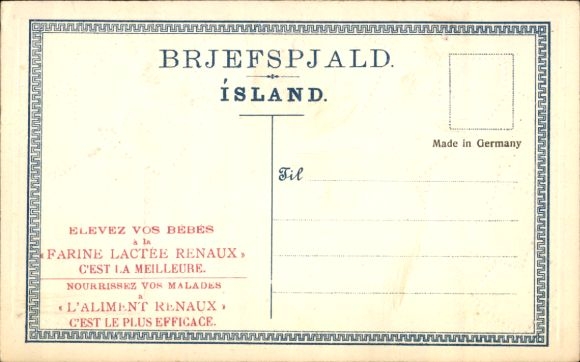 BRJEFSPJALD.
ÍSLAND.
Made in Germany
Til
ELEVEZ VOS BÉBÉS
à la
« FARINE LACTÉE RENAUX »
C'EST LA MEILLEURE.
NOURRISSEZ VOS MALADES
à
« L'ALIMENT RENAUX »
C'EST LE PLUS EFFICACE.